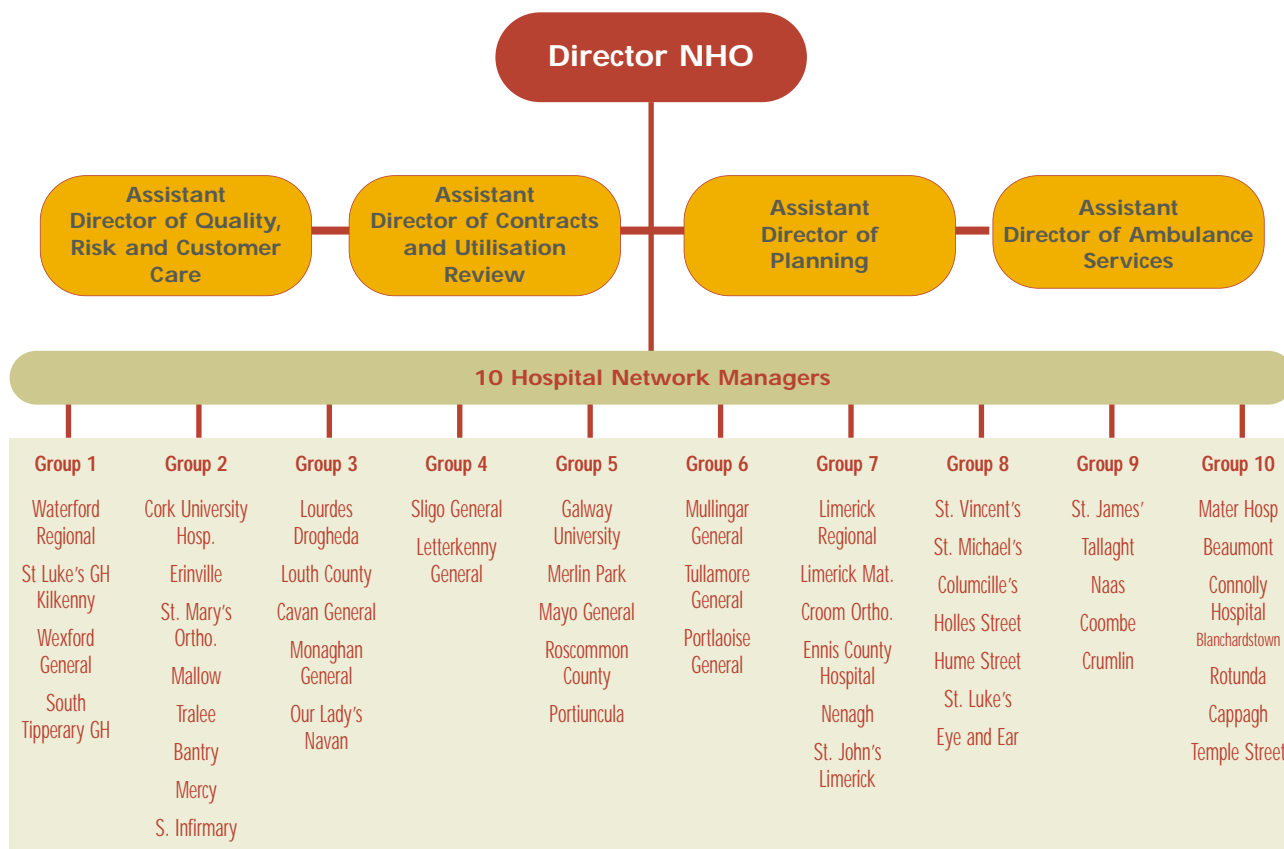 Director NHO
Assistant
Director of Quality,
Risk and Customer
Care
Assistant
Director of Contracts
and Utilisation
Review
Assistant
Director of
Planning
Assistant
Director of Ambulance
Services
10 Hospital Network Managers
Group 1
Waterford
Regional
St Luke's GH
Kilkenny
Wexford
General
South
Tipperary GH
Group 2
Cork University
Hosp.
Erinville
St. Mary's
Ortho.
Mallow
Tralee
Bantry
Mercy
S. Infirmary
Group 3
Lourdes
Drogheda
Louth County
Cavan General
Monaghan
General
Our Lady's
Navan
Group 4
Sligo General
Letterkenny
General
Group 5
Galway
University
Merlin Park
Mayo General
Roscommon
County
Portiuncula
Group 6
Mullingar
General
Tullamore
General
Portlaoise
General
Group 7
Limerick
Regional
Limerick Mat.
Croom Ortho.
Ennis County
Hospital
Nenagh
St. John's
Limerick
Group 8
St. Vincent's
St. Michael's
Columcille's
Holles Street
Hume Street
St. Luke's
Eye and Ear
Group 9
St. James'
Tallaght
Naas
Coombe
Crumlin
Group 10
Mater Hosp
Beaumont
Connolly
Hospital
Blanchardstown
Rotunda
Cappagh
Temple Street